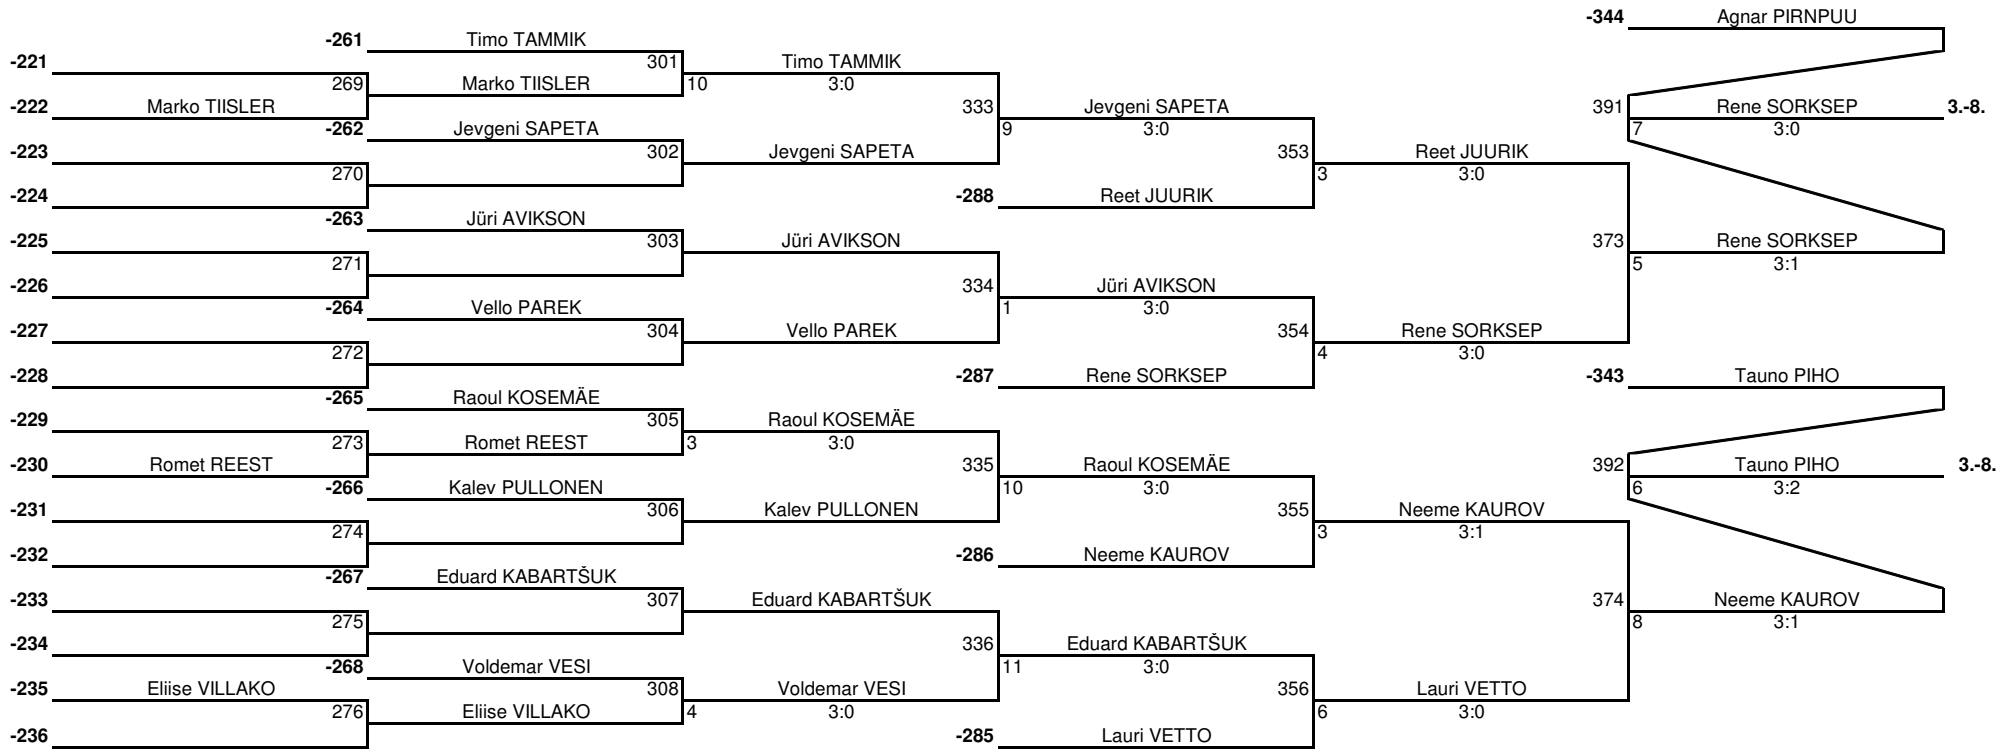 -344 Agnar PIRNPUU
-261 Timo TAMMIK
-221 301 Timo TAMMIK
269 Marko TIISLER 10 3:0
-222 Marko TIISLER 333 Jevgeni SAPETA 391 Rene SORKSEP 3.-8.
-262 Jevgeni SAPETA 9 3:0 7 3:0
-223 302 Jevgeni SAPETA 353 Reet JUURIK
270 3 3:0
-224 -288 Reet JUURIK
-263 Jüri AVIKSON
-225 303 Jüri AVIKSON 373 Rene SORKSEP
271 5 3:1
-226 334 Jüri AVIKSON
-264 Vello PAREK 1 3:0
-227 304 Vello PAREK 354 Rene SORKSEP
272 4 3:0
-228 -287 Rene SORKSEP -343 Tauno PIHO
-265 Raoul KOSEMÄE
-229 305 Raoul KOSEMÄE
273 Romet REEST 3 3:0
-230 Romet REEST 335 Raoul KOSEMÄE 392 Tauno PIHO 3.-8.
-266 Kalev PULLONEN 10 3:0 6 3:2
-231 306 Kalev PULLONEN 355 Neeme KAUROV
274 3 3:1
-232 -286 Neeme KAUROV
-267 Eduard KABARTŠUK
-233 307 Eduard KABARTŠUK 374 Neeme KAUROV
275 8 3:1
-234 336 Eduard KABARTŠUK
-268 Voldemar VESI 11 3:0
-235 Eliise VILLAKO 308 Voldemar VESI 356 Lauri VETTO
276 Eliise VILLAKO 4 3:0 6 3:0
-236 -285 Lauri VETTO